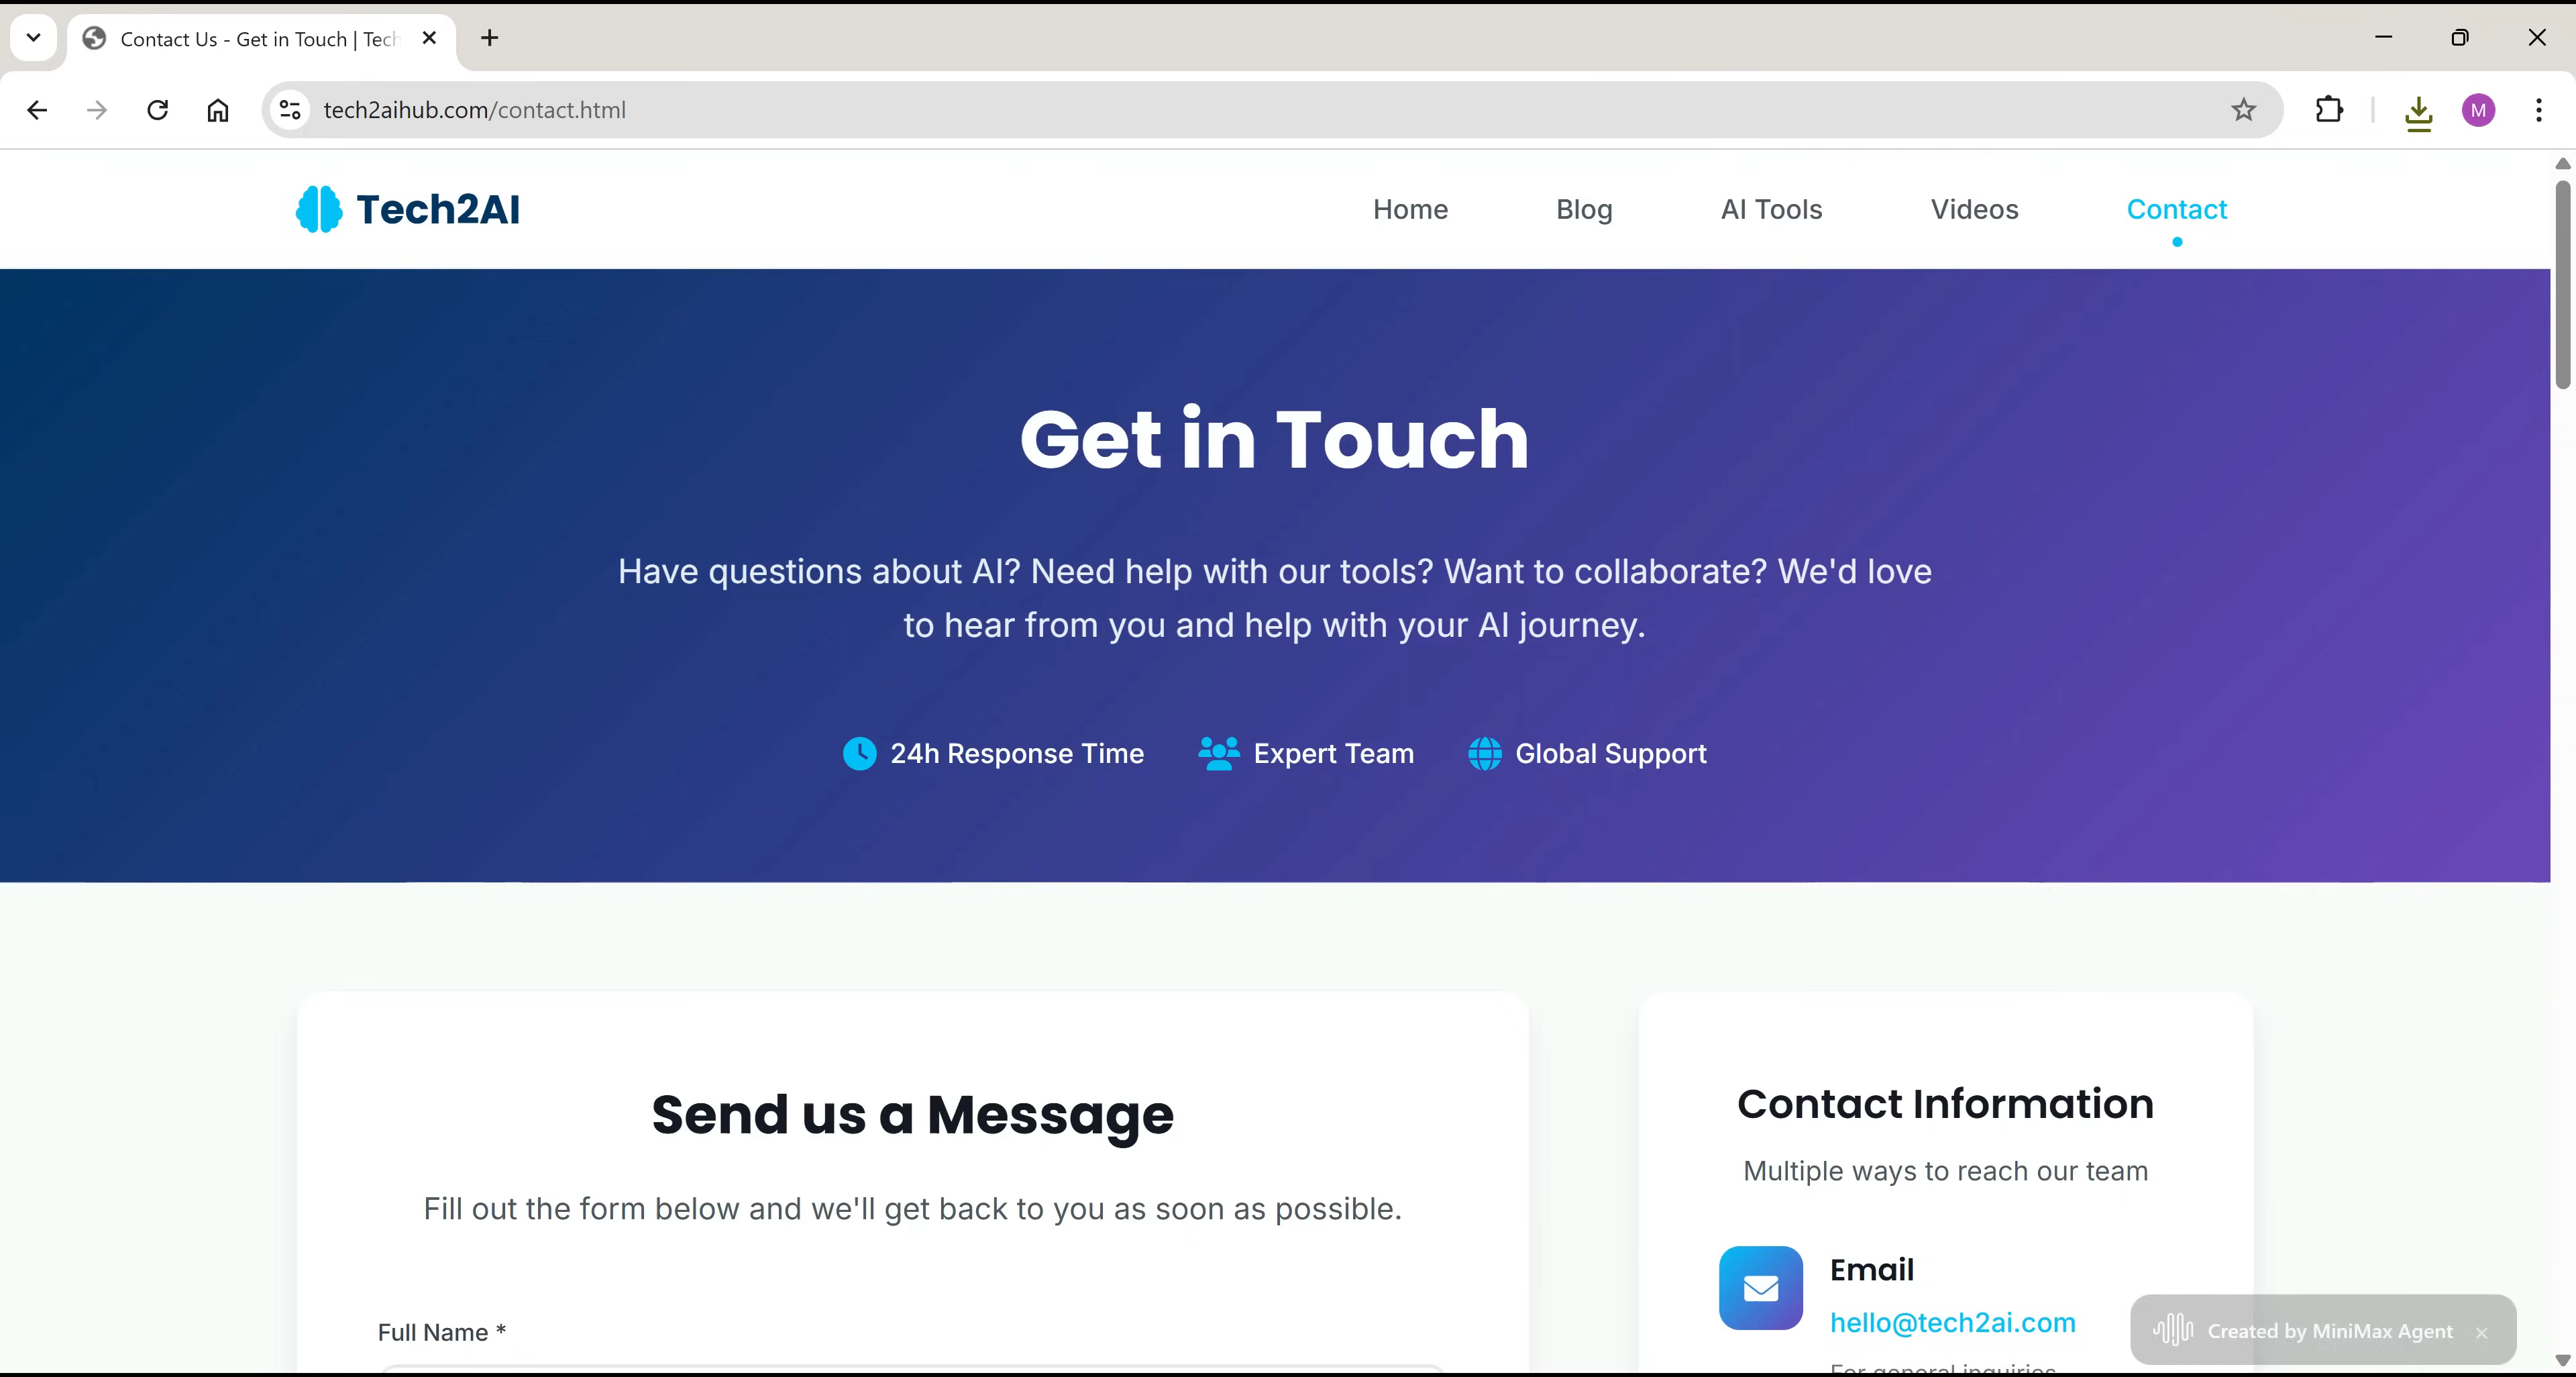 Contact Us - Get in Touch | Tech
tech2aihub.com/contact.html
M
Tech2AI
Home
Blog
AI Tools
Videos
Contact
Get in Touch
Have questions about AI? Need help with our tools? Want to collaborate? We'd love
to hear from you and help with your AI journey.
24h Response Time
Expert Team
Global Support
Send us a Message
Fill out the form below and we'll get back to you as soon as possible.
Full Name *
Contact Information
Multiple ways to reach our team
Email
hello@tech2ai.com
For general inquiries
Created by MiniMax Agent